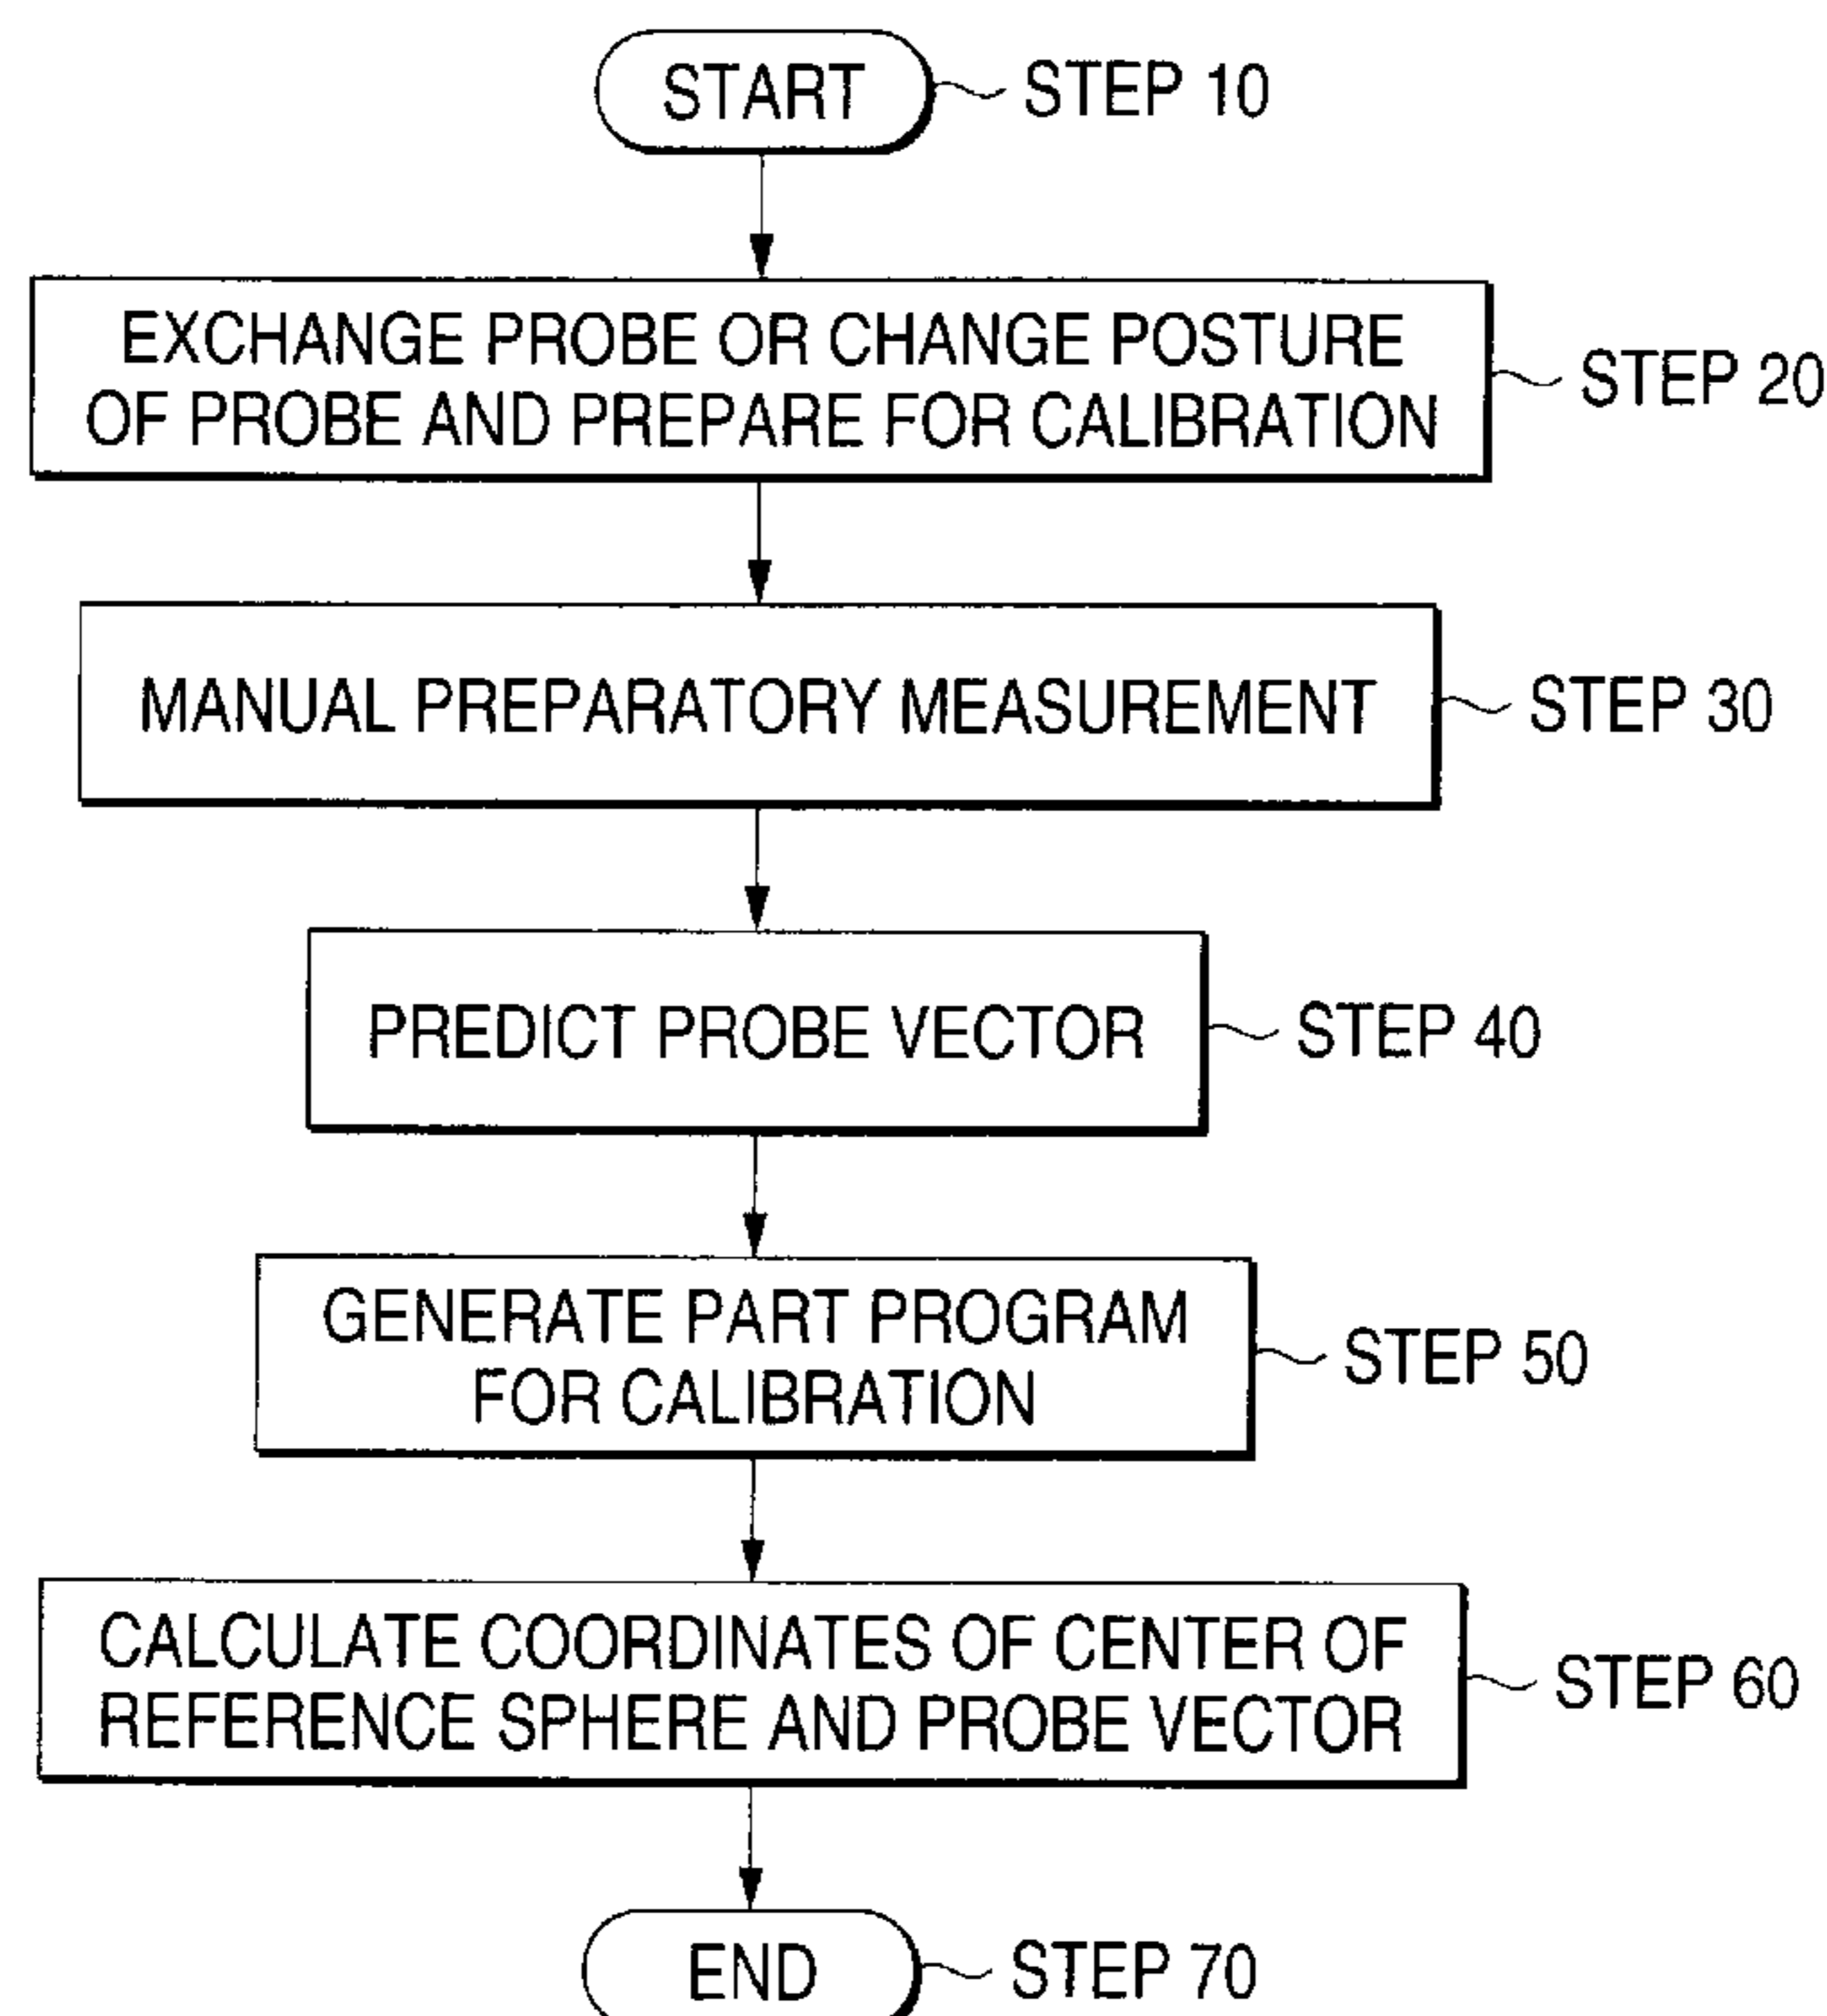 START
STEP 10
EXCHANGE PROBE OR CHANGE POSTURE
OF PROBE AND PREPARE FOR CALIBRATION
STEP 20
MANUAL PREPARATORY MEASUREMENT
STEP 30
PREDICT PROBE VECTOR
STEP 40
GENERATE PART PROGRAM
FOR CALIBRATION
STEP 50
CALCULATE COORDINATES OF CENTER OF
REFERENCE SPHERE AND PROBE VECTOR
STEP 60
END
STEP 70